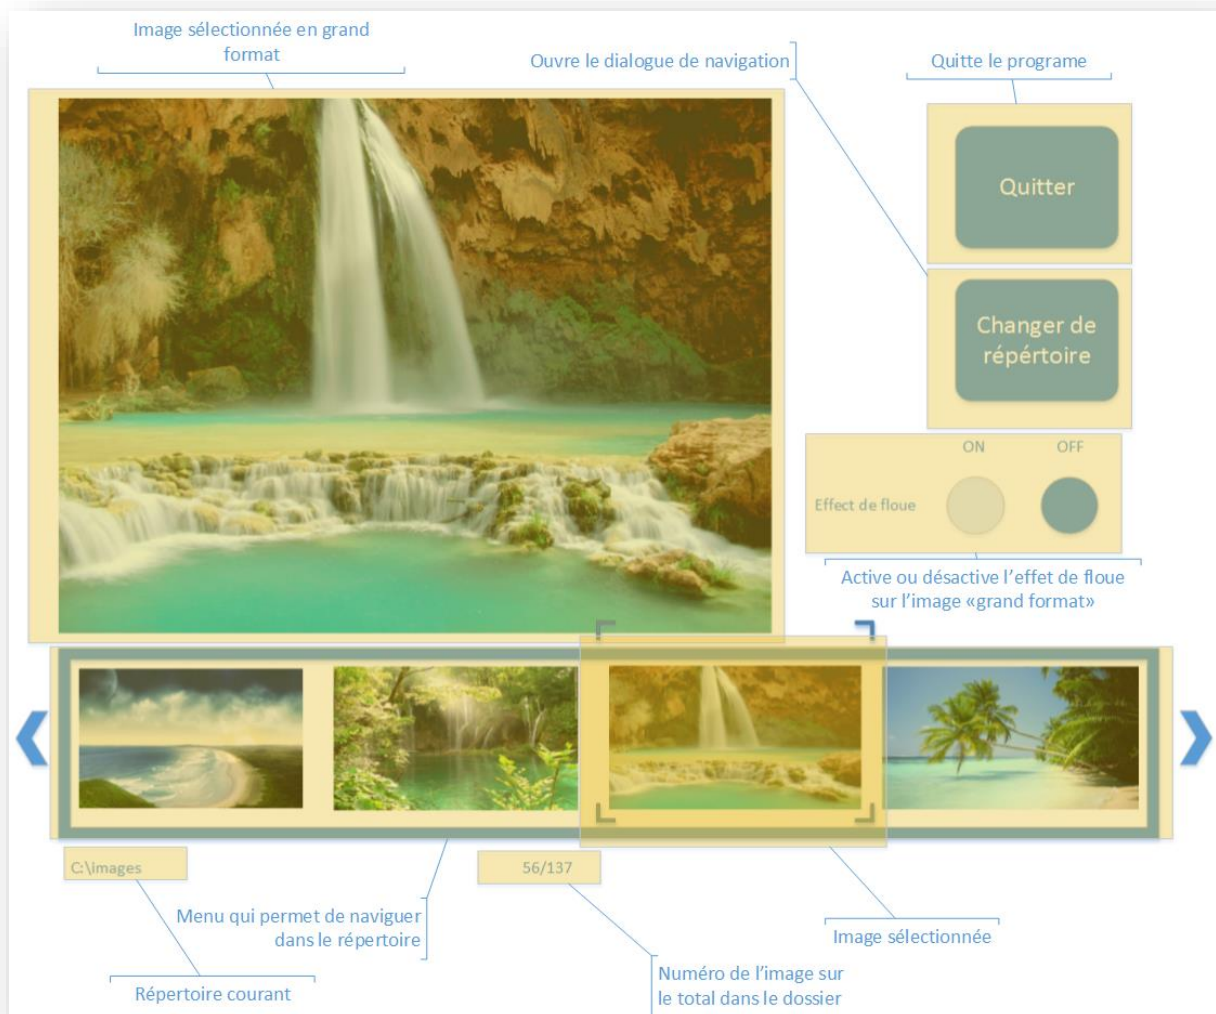 Image sélectionnée en grand
format
Ouvre le dialogue de navigation
Quitte le programe
Quitter
Changer de
répértoire
ON OFF
Effect de floue
Active ou désactive l'effet de floue
sur l'image «grand format»
C:\images
56/137
Menu qui permet de naviguer
dans le répertoire
Image sélectionnée
Répertoire courant
Numéro de l'image sur
le total dans le dossier